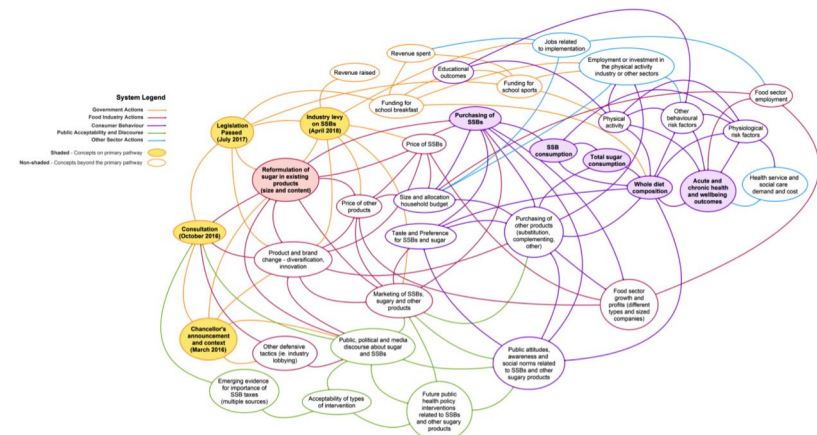 Jobs related
to implementation
Revenue spent
Educational
outcomes
Employment or investment in
the physical activity
industry or other sectors
Revenue raised
Funding for
school sports
Food sector
employment
System Legend
Government Actions
Food Industry Actions
Consumer Behaviour
Public Acceptability and Discourse
Other Sector Actions
Shaded - Concepts on primary pathway
Non-shaded - Concepts beyond the primary pathway
Funding for
school breakfast
Legislation
Passed
(July 2017)
Industry levy
on SSBs
(April 2018)
Purchasing of
SSBs
Physical
activity
Other
behavioural
risk factors
Physiological
risk factors
Price of SSBs
SSB
consumption
Total sugar
consumption
Reformulation of
sugar in existing
products
(size and content)
Size and allocation
household budget
Whole diet
composition
Acute and
chronic health
and wellbeing
outcomes
Health service and
social care
demand and cost
Price of other
products
Consultation
(October 2016)
Taste and Preference
for SSBs and sugar
Purchasing of
other products
(substitution,
complementing,
other)
Product and brand
change - diversification,
innovation
Marketing of SSBs,
sugary and other
products
Food sector
growth and
profits (different
types and sized
companies)
Chancellor's
announcement
and context
(March 2016)
Other defensive
tactics (ie. industry
lobbying)
Public, political and media
discourse about sugar
and SSBs
Public attitudes,
awareness and
social norms related
to SSBs and other
sugary products
Emerging evidence
for importance of
SSB taxes
(multiple sources)
Acceptability of types
of intervention
Future public
health policy
interventions
related to SSBs
and other sugary
products